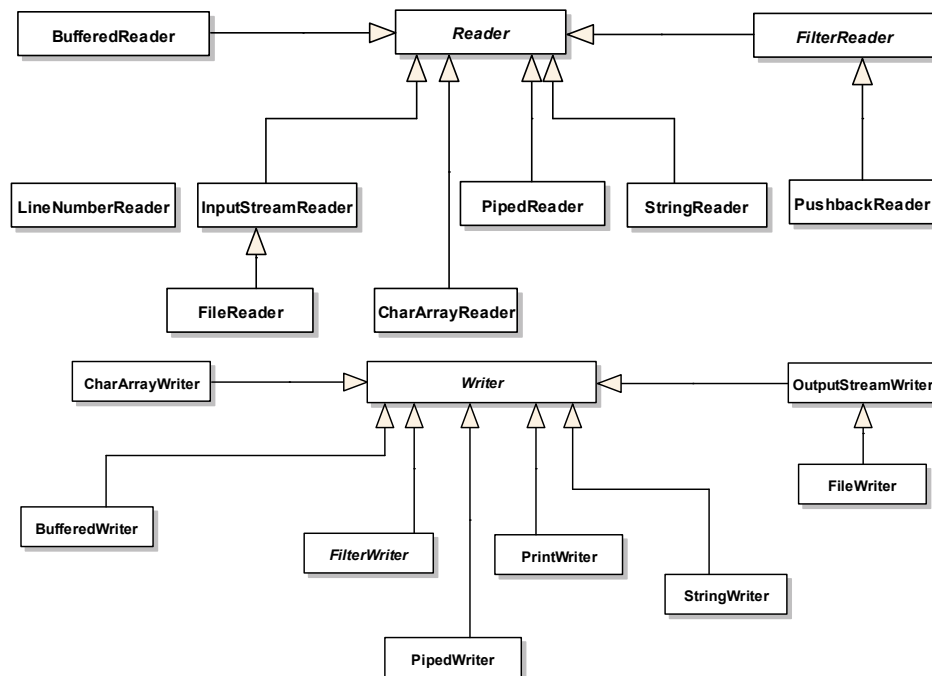 BufferedReader
Reader
FilterReader
LineNumberReader
InputStreamReader
PipedReader
StringReader
PushbackReader
FileReader
CharArrayReader
CharArrayWriter
Writer
OutputStreamWriter
BufferedWriter
FilterWriter
PrintWriter
FileWriter
StringWriter
PipedWriter